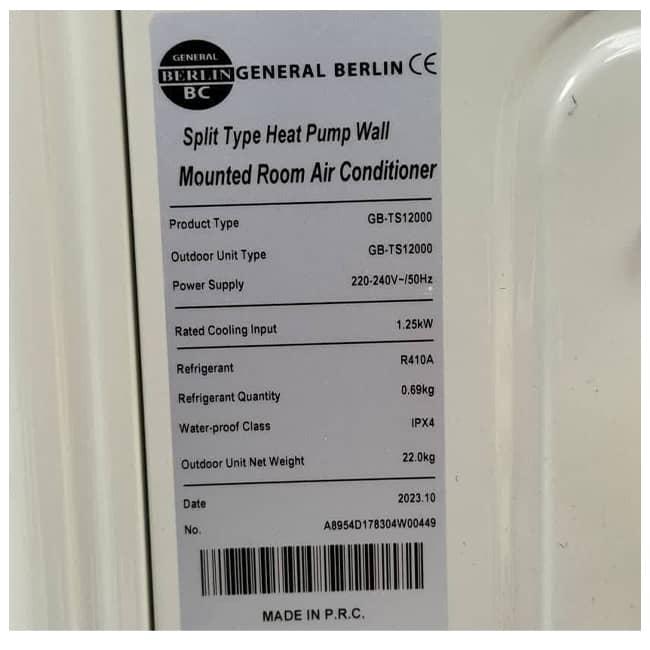 GENERAL
BERLIN
BC
GENERAL BERLIN CE
Split Type Heat Pump Wall
Mounted Room Air Conditioner
Product Type GB-TS12000
Outdoor Unit Type GB-TS12000
Power Supply 220-240V~/50Hz
Rated Cooling Input 1.25kW
Refrigerant R410A
Refrigerant Quantity 0.69kg
Water-proof Class IPX4
Outdoor Unit Net Weight 22.0kg
Date 2023.10
No. A8954D178304W00449
MADE IN P.R.C.